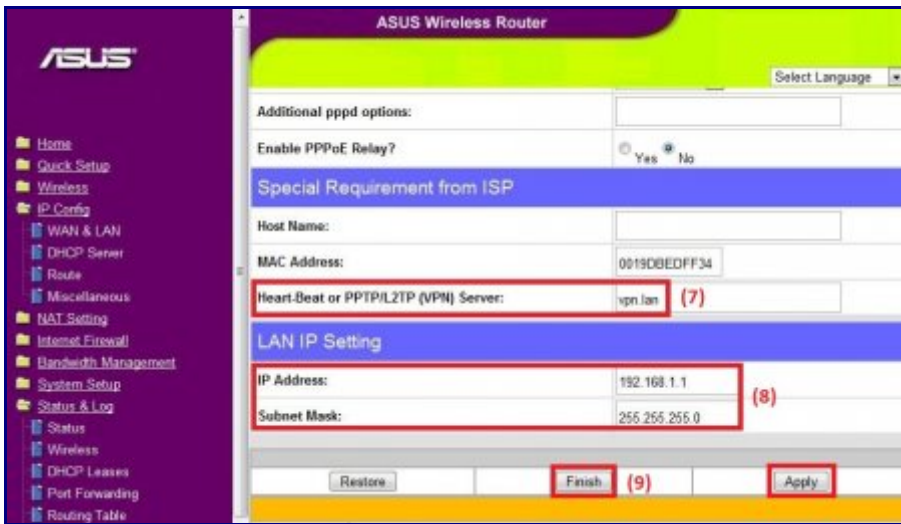 ASUS Wireless Router
ASUS
Select Language
Additional pppd options:
Enable PPPoE Relay?
Yes No
Special Requirement from ISP
Host Name:
MAC Address:
0019DBEDFF34
Heart-Beat or PPTP/L2TP (VPN) Server:
vpn.lan
(7)
LAN IP Setting
IP Address:
192.168.1.1
(8)
Subnet Mask:
255.255.255.0
Restore
Finish
(9)
Apply
Home
Quick Setup
Wireless
IP Config
WAN & LAN
DHCP Server
Route
Miscellaneous
NAT Setting
Internet Firewall
Bandwidth Management
System Setup
Status & Log
Status
Wireless
DHCP Leases
Port Forwarding
Routing Table